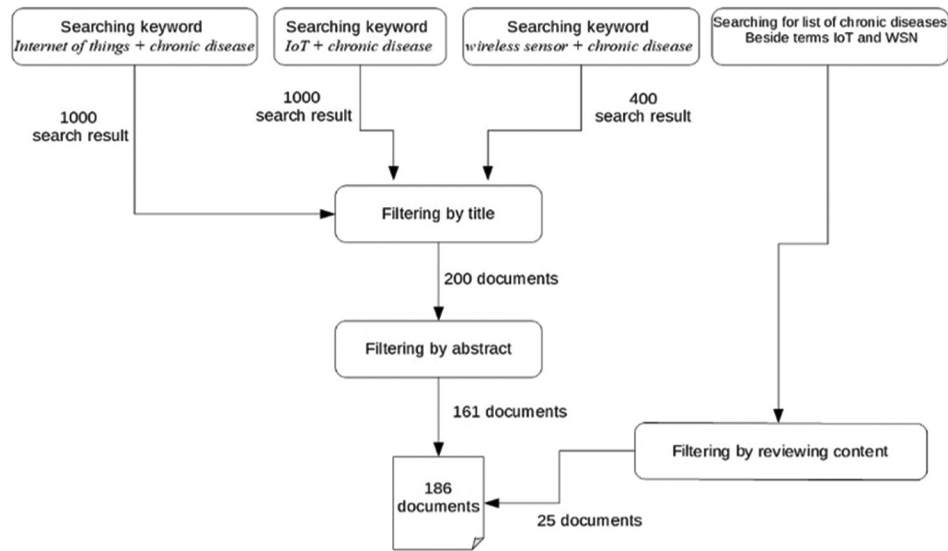 Searching keyword
Internet of things + chronic disease
Searching keyword
IoT + chronic disease
Searching keyword
wireless sensor + chronic disease
Searching for list of chronic diseases
Beside terms IoT and WSN
1000
search result
1000
search result
400
search result
Filtering by title
200 documents
Filtering by abstract
161 documents
Filtering by reviewing content
186
documents
25 documents